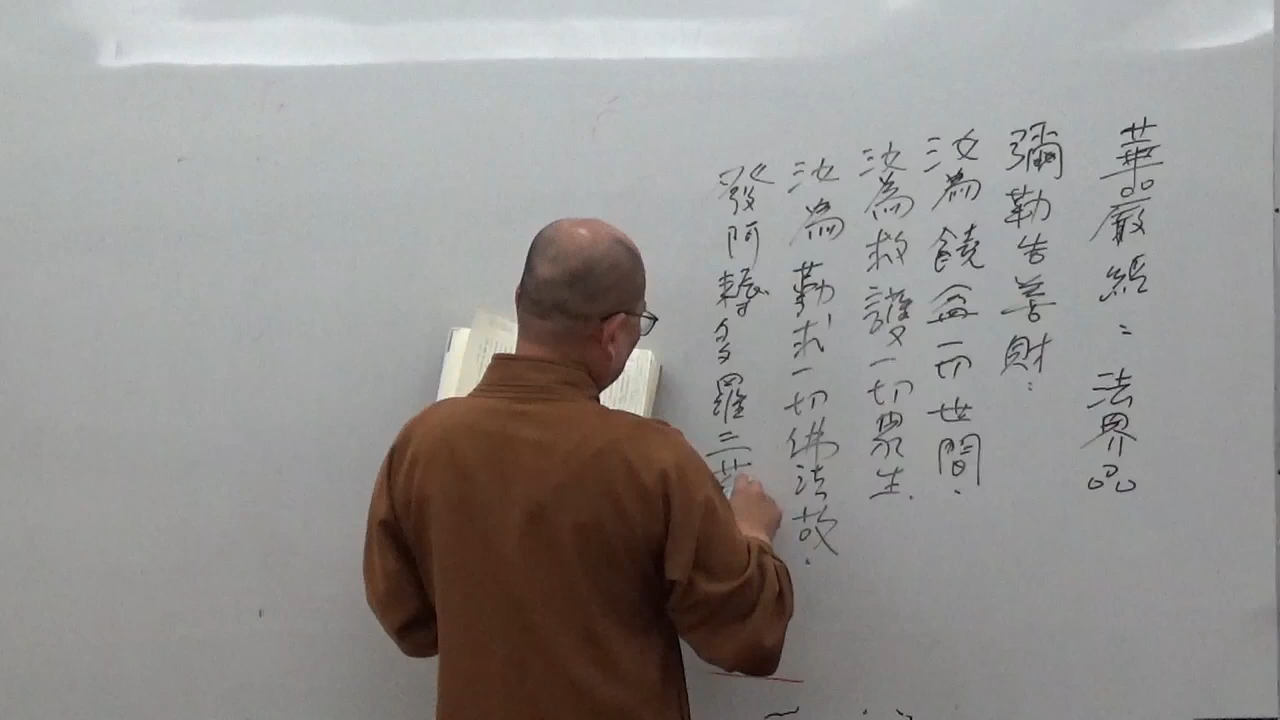 華嚴經：法界品
彌勒告善財：
汝為饒益一切世間．
汝為救護一切眾生．
汝為勤求一切佛法故．
發阿耨多羅三